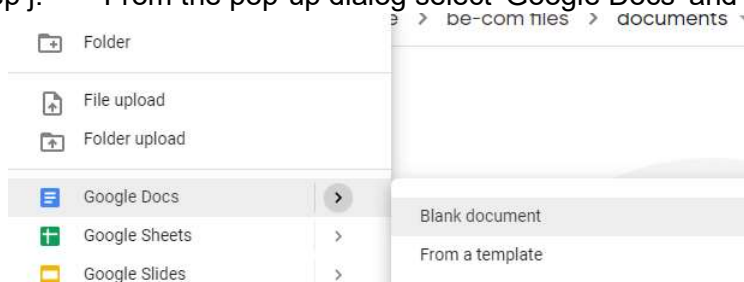 p j. From the pop-up dialog select 'Google Docs' and
> be-com files > documents
Folder
File upload
Folder upload
Google Docs >
Blank document
Google Sheets >
From a template
Google Slides >